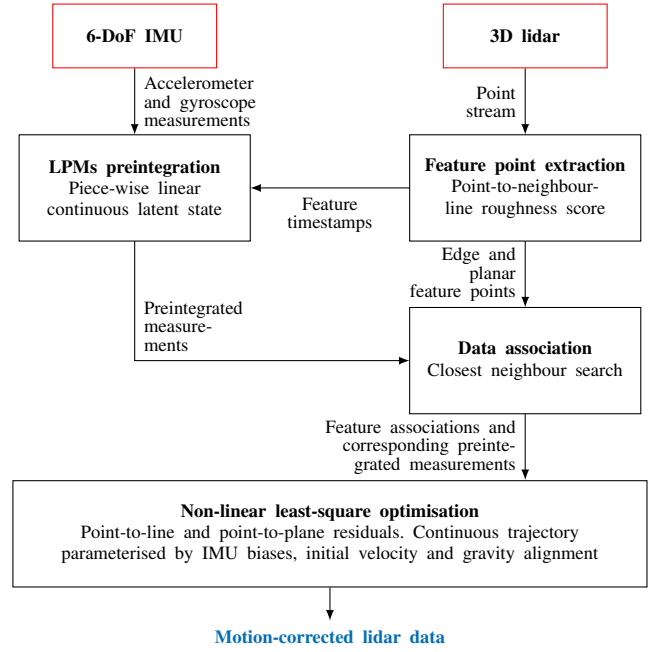 6-DoF IMU
3D lidar
Accelerometer
and gyroscope
measurements
Point
stream
LPMs preintegration
Piece-wise linear
continuous latent state
Feature point extraction
Point-to-neighbour-
line roughness score
Feature
timestamps
Edge and
planar
feature points
Preintegrated
measure-
ments
Data association
Closest neighbour search
Feature associations and
corresponding preinte-
grated measurements
Non-linear least-square optimisation
Point-to-line and point-to-plane residuals. Continuous trajectory
parameterised by IMU biases, initial velocity and gravity alignment
Motion-corrected lidar data